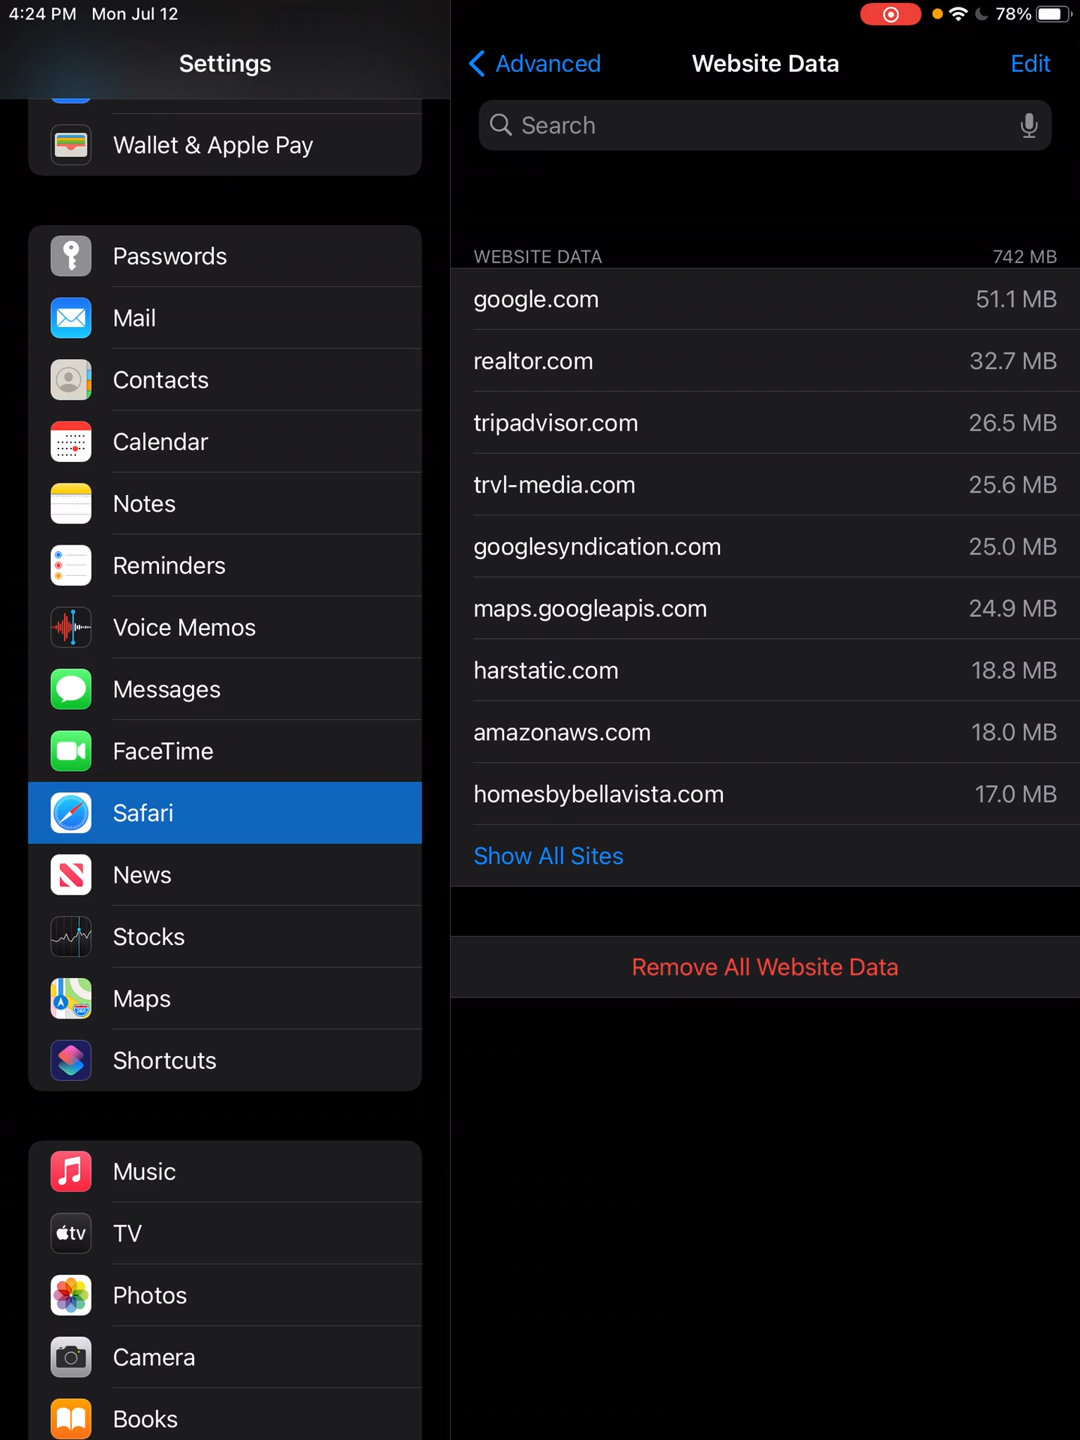 4:24 PM Mon Jul 12
78%
Settings
Wallet & Apple Pay
Passwords
Mail
Contacts
Calendar
Notes
Reminders
Voice Memos
Messages
FaceTime
Safari
News
Stocks
Maps
Shortcuts
Music
tv TV
Photos
Camera
Books
Advanced Website Data Edit
Search
WEBSITE DATA 742 MB
google.com 51.1 MB
realtor.com 32.7 MB
tripadvisor.com 26.5 MB
trvl-media.com 25.6 MB
googlesyndication.com 25.0 MB
maps.googleapis.com 24.9 MB
harstatic.com 18.8 MB
amazonaws.com 18.0 MB
homesbybellavista.com 17.0 MB
Show All Sites
Remove All Website Data